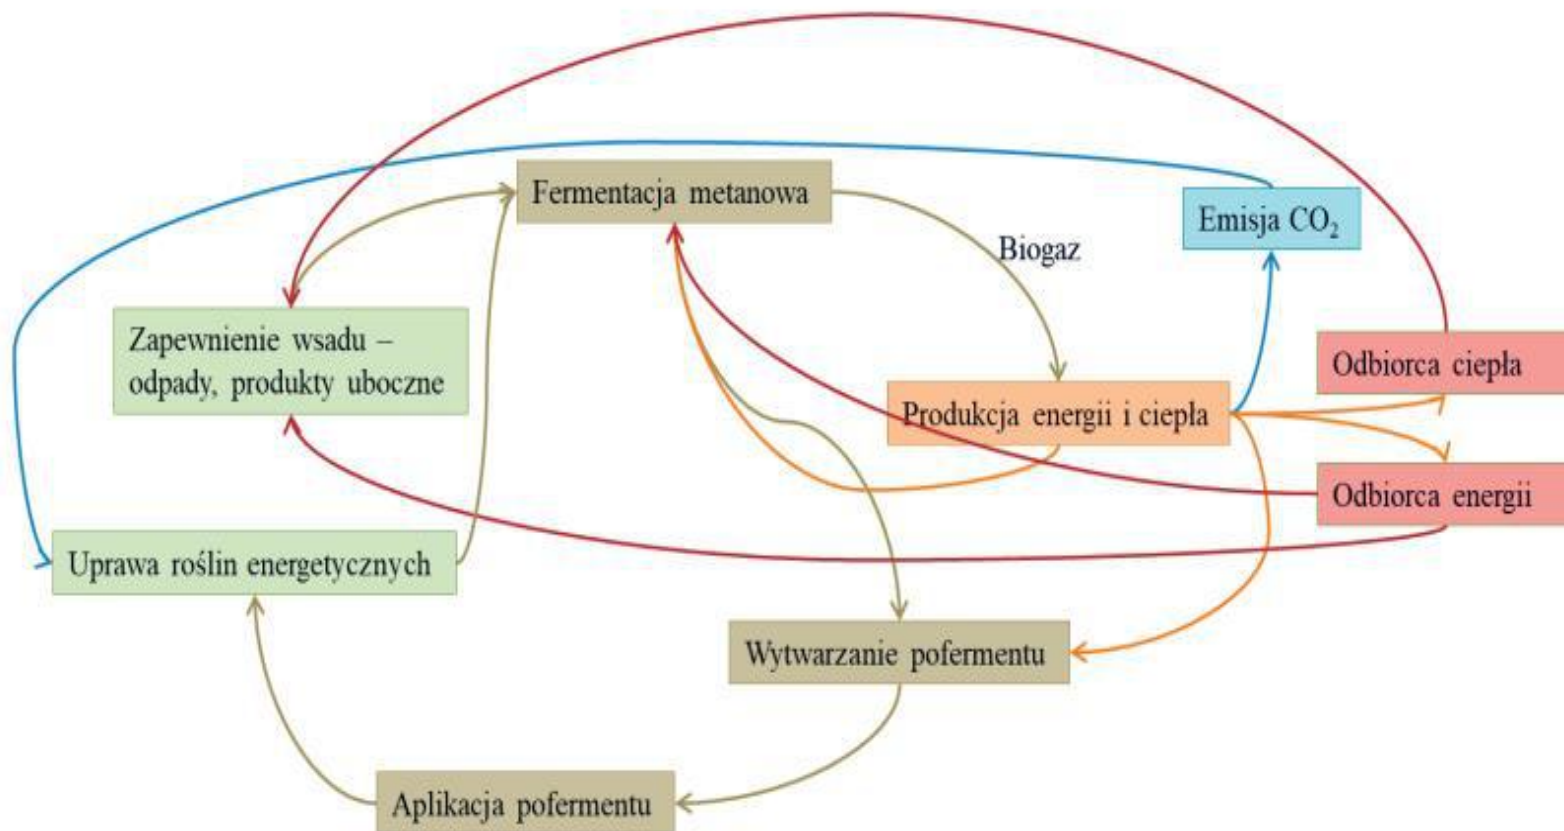 Fermentacja metanowa
Emisja CO₂
Biogaz
Zapewnienie wsadu –
odpady, produkty uboczne
Odbiorca ciepła
Produkcja energii i ciepła
Odbiorca energii
Uprawa roślin energetycznych
Wytwarzanie pofermentu
Aplikacja pofermentu